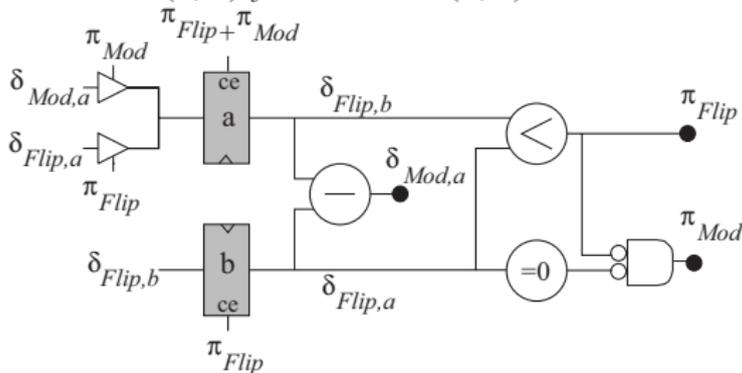 π_Flip + π_Mod
π_Mod
δ_Mod,a
ce
a
δ_Flip,b
<
π_Flip
δ_Flip,a
π_Flip
−
δ_Mod,a
π_Mod
δ_Flip,b
b
ce
δ_Flip,a
=0
π_Flip